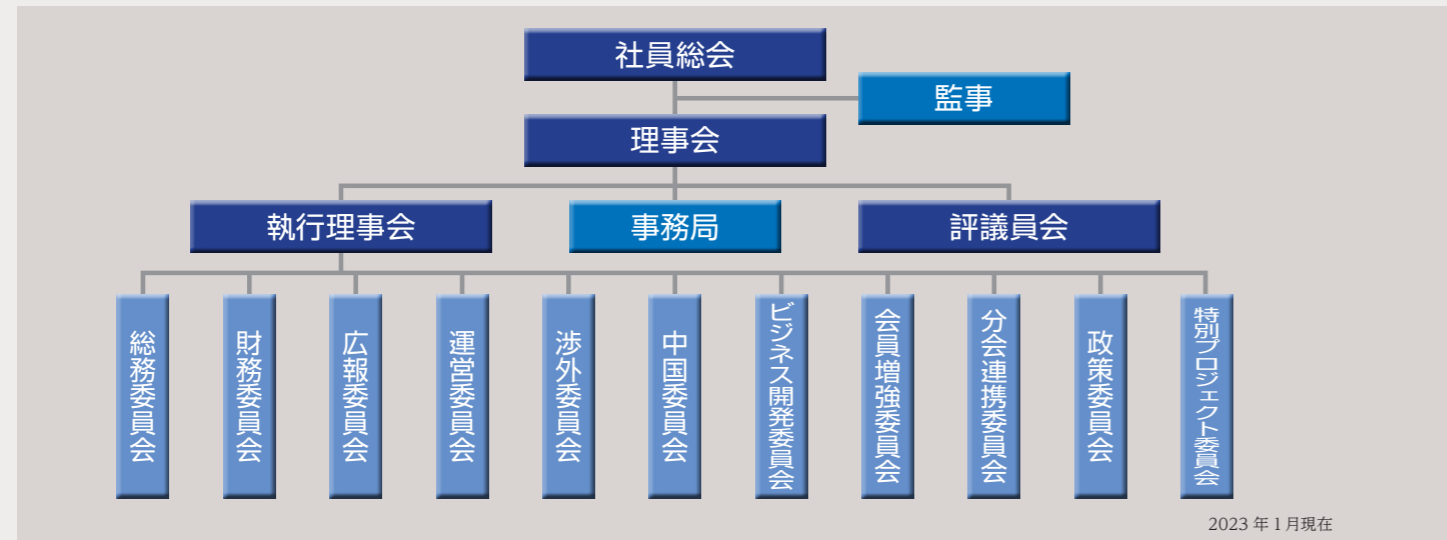 社員総会
監事
理事会
執行理事会
事務局
評議員会
総務委員会
財務委員会
広報委員会
運営委員会
渉外委員会
中国委員会
ビジネス開発委員会
会員増強委員会
分会連携委員会
政策委員会
特別プロジェクト委員会
2023 年 1 月現在